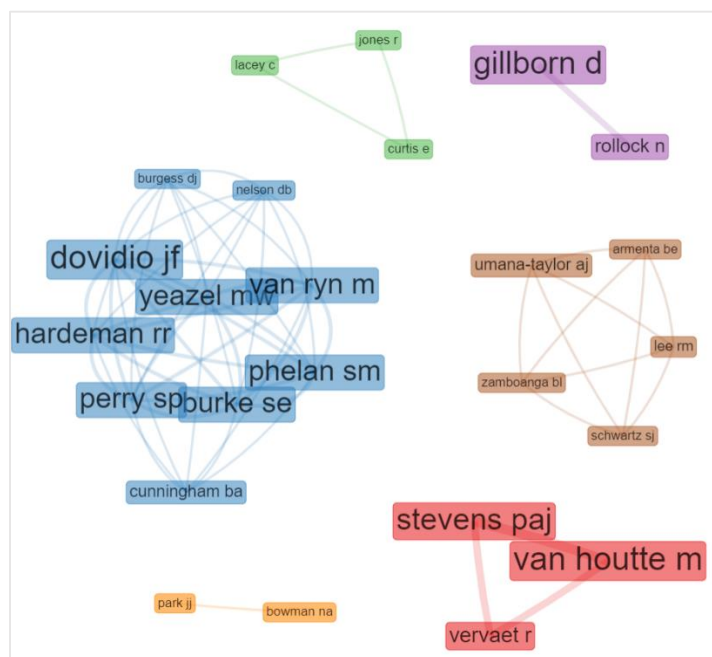 jones r
lacey c
curtis e
gillborn d
rollock n
burgess dj
nelson db
dovidio jf
van ryn m
yeazel mw
hardeman rr
phelan sm
perry sp
burke se
cunningham ba
armenta be
umana-taylor aj
lee rm
zamboanga bl
schwartz sj
stevens paj
van houtte m
vervaet r
park jj
bowman na